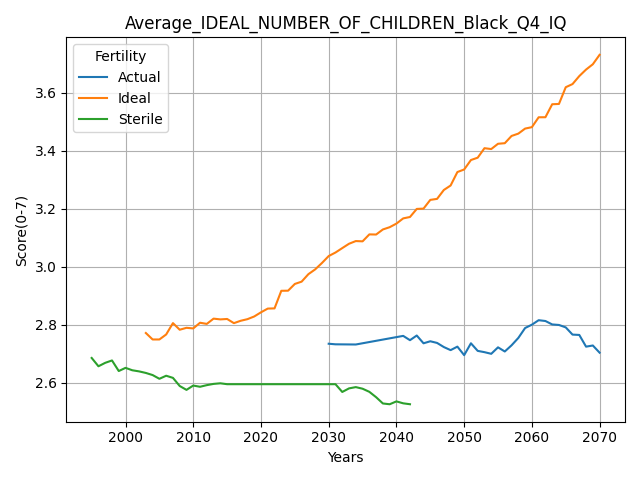 Average_IDEAL_NUMBER_OF_CHILDREN_Black_Q4_IQ
Fertility
Actual
Ideal
Sterile
Score(0-7)
3.6
3.4
3.2
3.0
2.8
2.6
2000 2010 2020 2030 2040 2050 2060 2070
Years